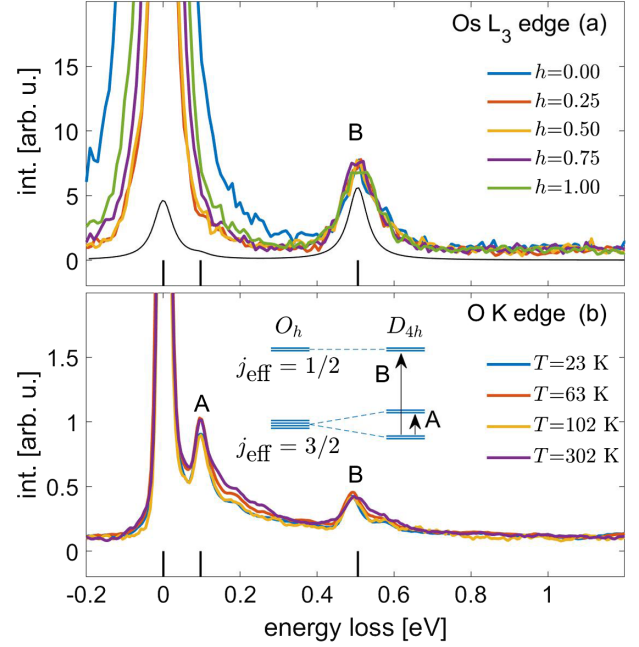 Os L3 edge (a)
int. [arb. u.]
15
10
5
0
B
h=0.00
h=0.25
h=0.50
h=0.75
h=1.00
O K edge (b)
int. [arb. u.]
1.5
1
0.5
0
Oh
D4h
jeff = 1/2
jeff = 3/2
B
A
A
B
T=23 K
T=63 K
T=102 K
T=302 K
-0.2 0 0.2 0.4 0.6 0.8 1
energy loss [eV]